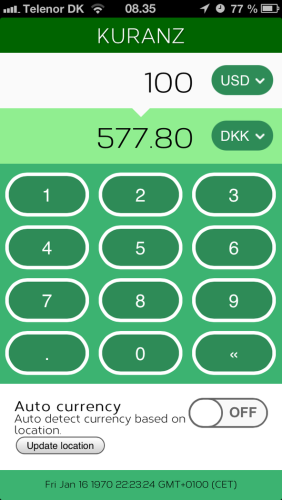 Telenor DK 08.35 77 %
KURANZ
100 USD
577.80 DKK
1 2 3
4 5 6
7 8 9
. 0 «
Auto currency
Auto detect currency based on
location.
OFF
Update location
Fri Jan 16 1970 22:23:24 GMT+0100 (CET)